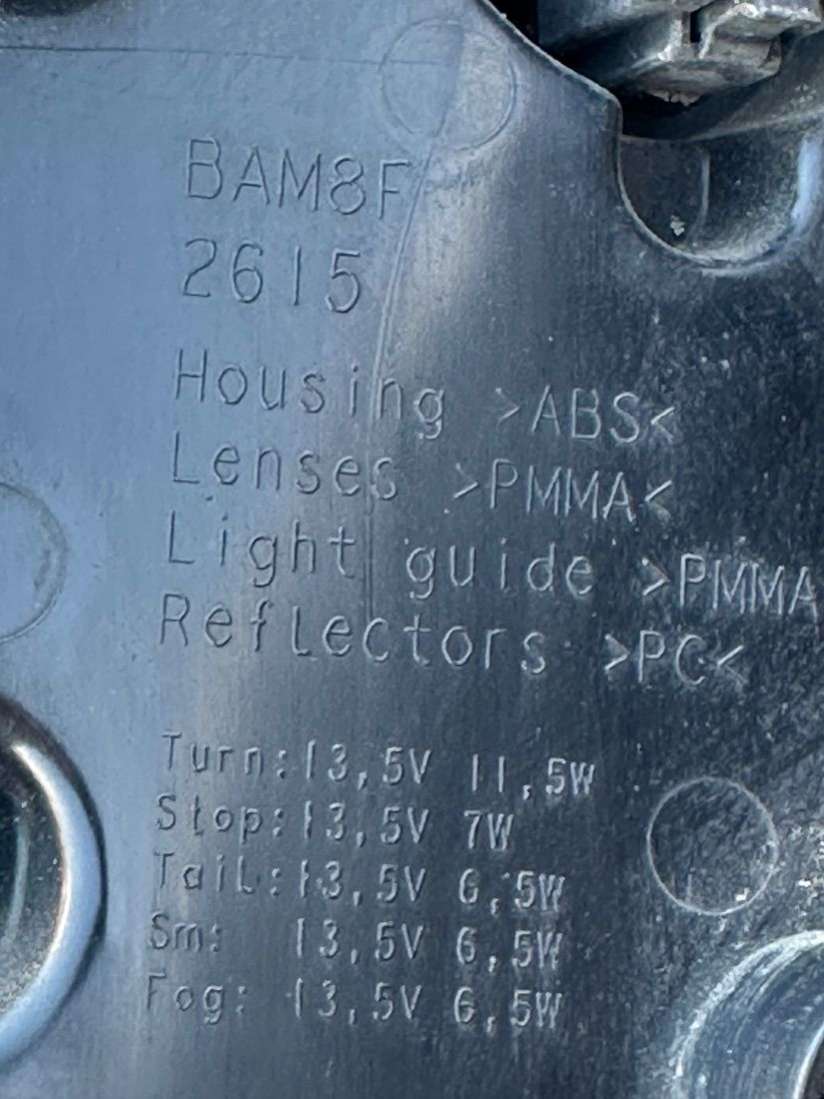 BAM8F
2615
Housing >ABS<
Lenses >PMMA<
Light guide >PMMA
Reflectors >PC<
Turn:13,5V 11,5W
Stop:13,5V 7W
Tail:13,5V 6,5W
Sm: 13,5V 6,5W
Fog: 13,5V 6,5W